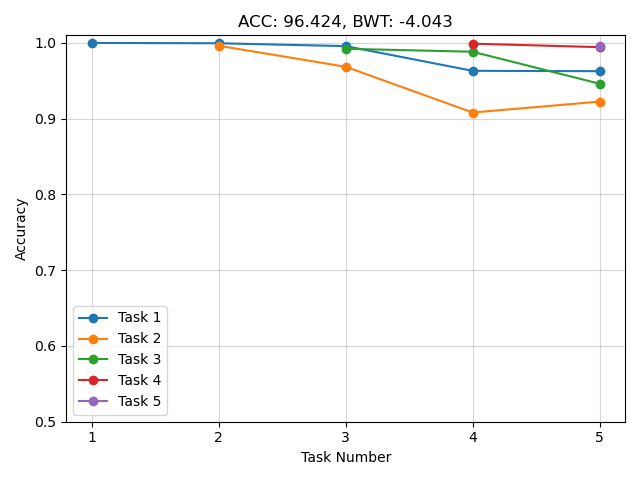 ACC: 96.424, BWT: -4.043
1.0
0.9
0.8
0.7
0.6
0.5
Accuracy
Task 1
Task 2
Task 3
Task 4
Task 5
1 2 3 4 5
Task Number